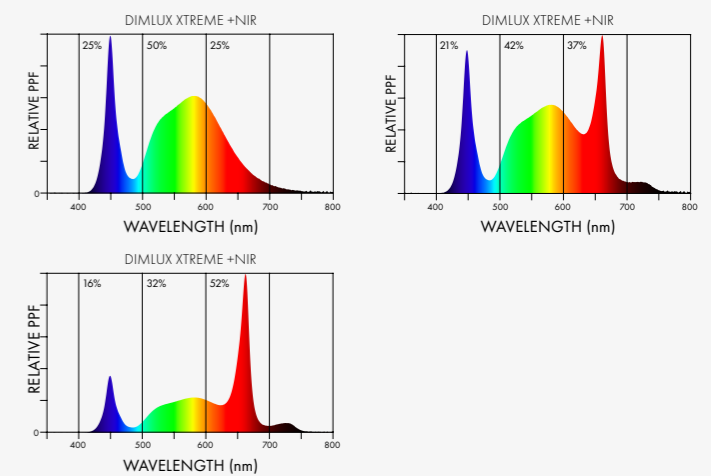 DIMLUX XTREME +NIR
25% 50% 25%
RELATIVE PPF
0
400 500 600 700 800
WAVELENGTH (nm)
DIMLUX XTREME +NIR
21% 42% 37%
RELATIVE PPF
0
400 500 600 700 800
WAVELENGTH (nm)
DIMLUX XTREME +NIR
16% 32% 52%
RELATIVE PPF
0
400 500 600 700 800
WAVELENGTH (nm)